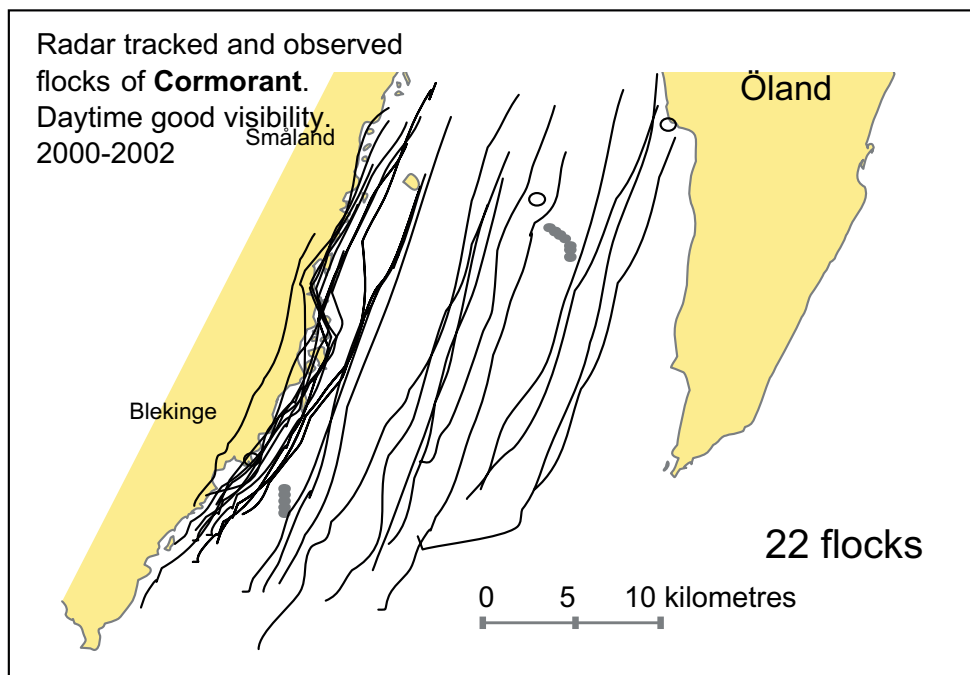 Radar tracked and observed
flocks of Cormorant.
Daytime good visibility.
2000-2002
Småland
Öland
Blekinge
22 flocks
0 5 10 kilometres